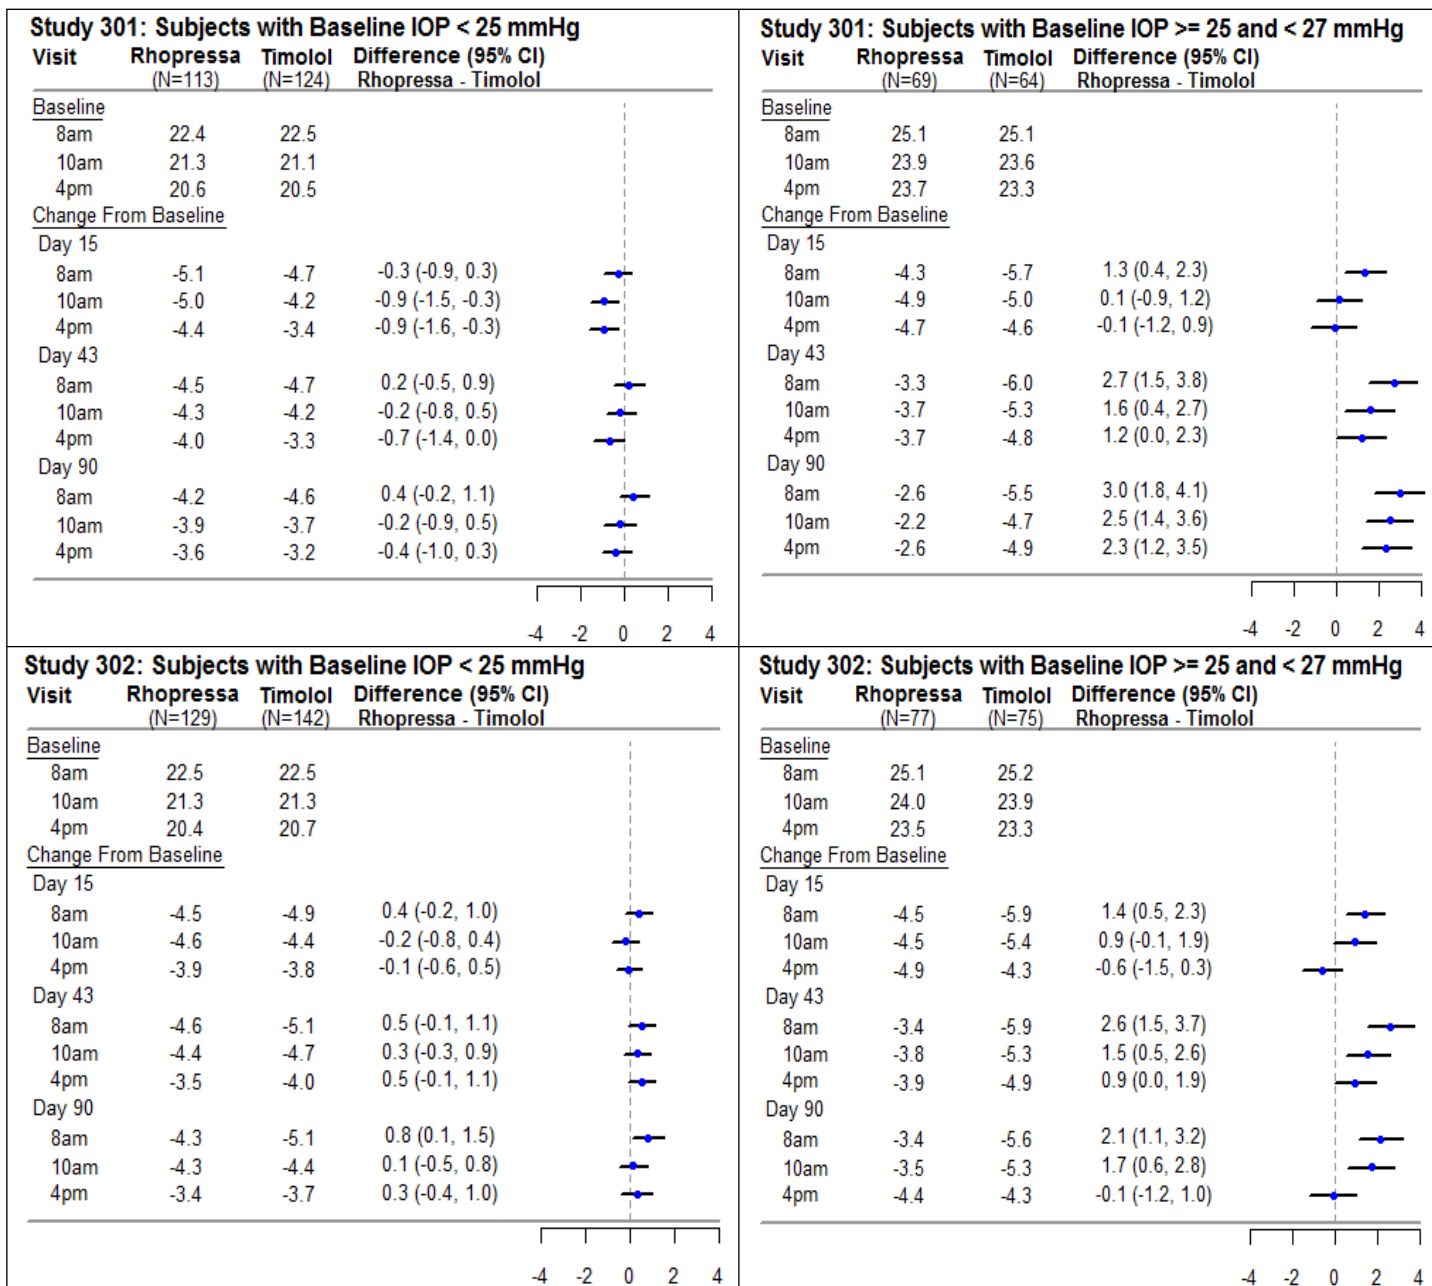 Study 301: Subjects with Baseline IOP < 25 mmHg
Visit Rhopressa Timolol Difference (95% CI)
(N=113) (N=124) Rhopressa - Timolol
Baseline
8am 22.4 22.5
10am 21.3 21.1
4pm 20.6 20.5
Change From Baseline
Day 15
8am -5.1 -4.7 -0.3 (-0.9, 0.3)
10am -5.0 -4.2 -0.9 (-1.5, -0.3)
4pm -4.4 -3.4 -0.9 (-1.6, -0.3)
Day 43
8am -4.5 -4.7 0.2 (-0.5, 0.9)
10am -4.3 -4.2 -0.2 (-0.8, 0.5)
4pm -4.0 -3.3 -0.7 (-1.4, 0.0)
Day 90
8am -4.2 -4.6 0.4 (-0.2, 1.1)
10am -3.9 -3.7 -0.2 (-0.9, 0.5)
4pm -3.6 -3.2 -0.4 (-1.0, 0.3)
-4 -2 0 2 4
Study 301: Subjects with Baseline IOP >= 25 and < 27 mmHg
Visit Rhopressa Timolol Difference (95% CI)
(N=69) (N=64) Rhopressa - Timolol
Baseline
8am 25.1 25.1
10am 23.9 23.6
4pm 23.7 23.3
Change From Baseline
Day 15
8am -4.3 -5.7 1.3 (0.4, 2.3)
10am -4.9 -5.0 0.1 (-0.9, 1.2)
4pm -4.7 -4.6 -0.1 (-1.2, 0.9)
Day 43
8am -3.3 -6.0 2.7 (1.5, 3.8)
10am -3.7 -5.3 1.6 (0.4, 2.7)
4pm -3.7 -4.8 1.2 (0.0, 2.3)
Day 90
8am -2.6 -5.5 3.0 (1.8, 4.1)
10am -2.2 -4.7 2.5 (1.4, 3.6)
4pm -2.6 -4.9 2.3 (1.2, 3.5)
-4 -2 0 2 4
Study 302: Subjects with Baseline IOP < 25 mmHg
Visit Rhopressa Timolol Difference (95% CI)
(N=129) (N=142) Rhopressa - Timolol
Baseline
8am 22.5 22.5
10am 21.3 21.3
4pm 20.4 20.7
Change From Baseline
Day 15
8am -4.5 -4.9 0.4 (-0.2, 1.0)
10am -4.6 -4.4 -0.2 (-0.8, 0.4)
4pm -3.9 -3.8 -0.1 (-0.6, 0.5)
Day 43
8am -4.6 -5.1 0.5 (-0.1, 1.1)
10am -4.4 -4.7 0.3 (-0.3, 0.9)
4pm -3.5 -4.0 0.5 (-0.1, 1.1)
Day 90
8am -4.3 -5.1 0.8 (0.1, 1.5)
10am -4.3 -4.4 0.1 (-0.5, 0.8)
4pm -3.4 -3.7 0.3 (-0.4, 1.0)
-4 -2 0 2 4
Study 302: Subjects with Baseline IOP >= 25 and < 27 mmHg
Visit Rhopressa Timolol Difference (95% CI)
(N=77) (N=75) Rhopressa - Timolol
Baseline
8am 25.1 25.2
10am 24.0 23.9
4pm 23.5 23.3
Change From Baseline
Day 15
8am -4.5 -5.9 1.4 (0.5, 2.3)
10am -4.5 -5.4 0.9 (-0.1, 1.9)
4pm -4.9 -4.3 -0.6 (-1.5, 0.3)
Day 43
8am -3.4 -5.9 2.6 (1.5, 3.7)
10am -3.8 -5.3 1.5 (0.5, 2.6)
4pm -3.9 -4.9 0.9 (0.0, 1.9)
Day 90
8am -3.4 -5.6 2.1 (1.1, 3.2)
10am -3.5 -5.3 1.7 (0.6, 2.8)
4pm -4.4 -4.3 -0.1 (-1.2, 1.0)
-4 -2 0 2 4